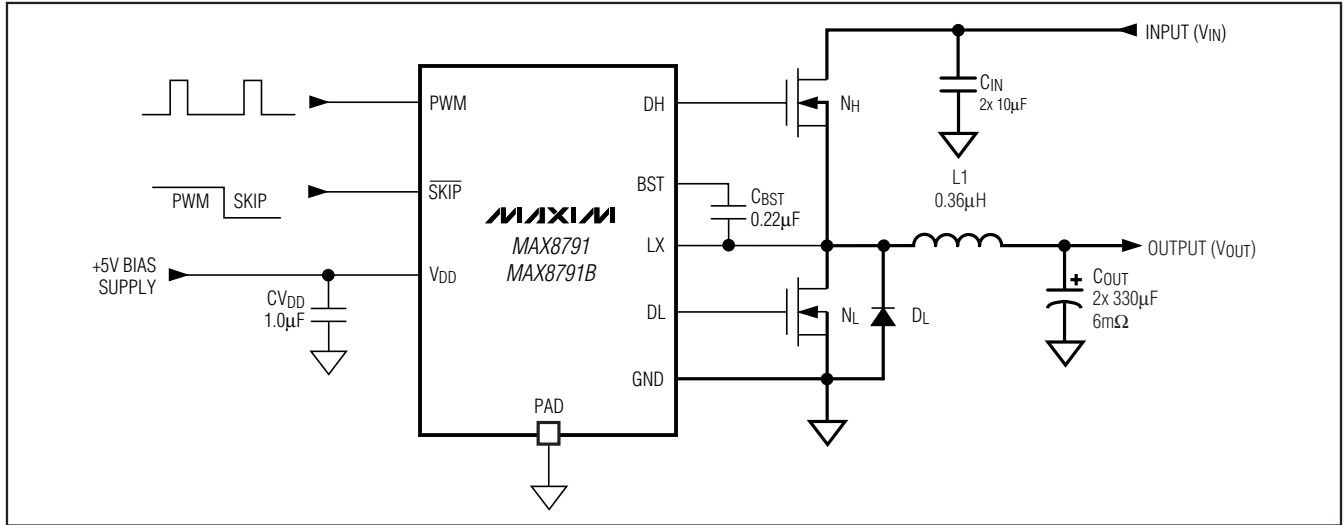 INPUT (VIN)
CIN
2x 10μF
PWM
DH
NH
L1
0.36μH
BST
CBST
0.22μF
SKIP
PWM
SKIP
MAXIM
MAX8791
MAX8791B
LX
OUTPUT (VOUT)
+5V BIAS
SUPPLY
VDD
CVDD
1.0μF
DL
NL
DL
COUT
2x 330μF
6mΩ
+
GND
PAD